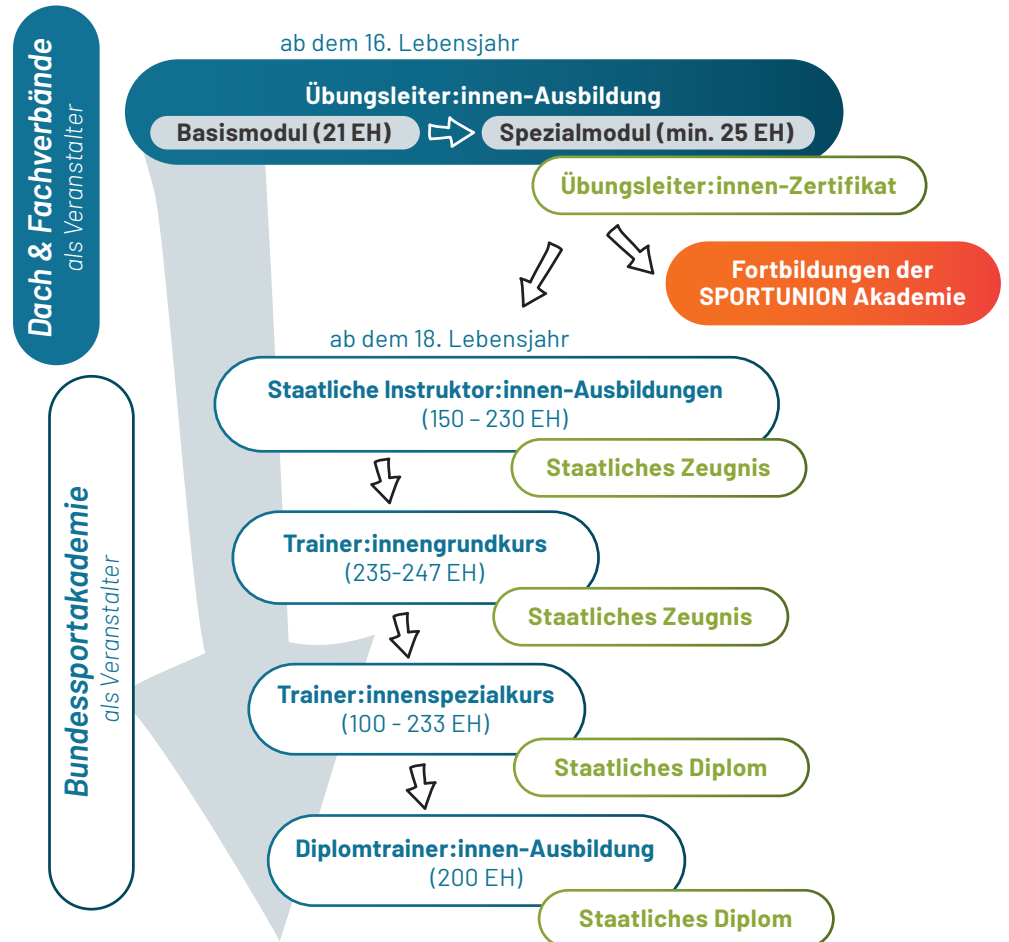 Dach & Fachverbände
als Veranstalter
ab dem 16. Lebensjahr
Übungsleiter:innen-Ausbildung
Basismodul (21 EH)
Spezialmodul (min. 25 EH)
Übungsleiter:innen-Zertifikat
Fortbildungen der
SPORTUNION Akademie
ab dem 18. Lebensjahr
Bundessportakademie
als Veranstalter
Staatliche Instruktor:innen-Ausbildungen
(150 – 230 EH)
Staatliches Zeugnis
Trainer:innengrundkurs
(235-247 EH)
Staatliches Zeugnis
Trainer:innenspezialkurs
(100 - 233 EH)
Staatliches Diplom
Diplomtrainer:innen-Ausbildung
(200 EH)
Staatliches Diplom